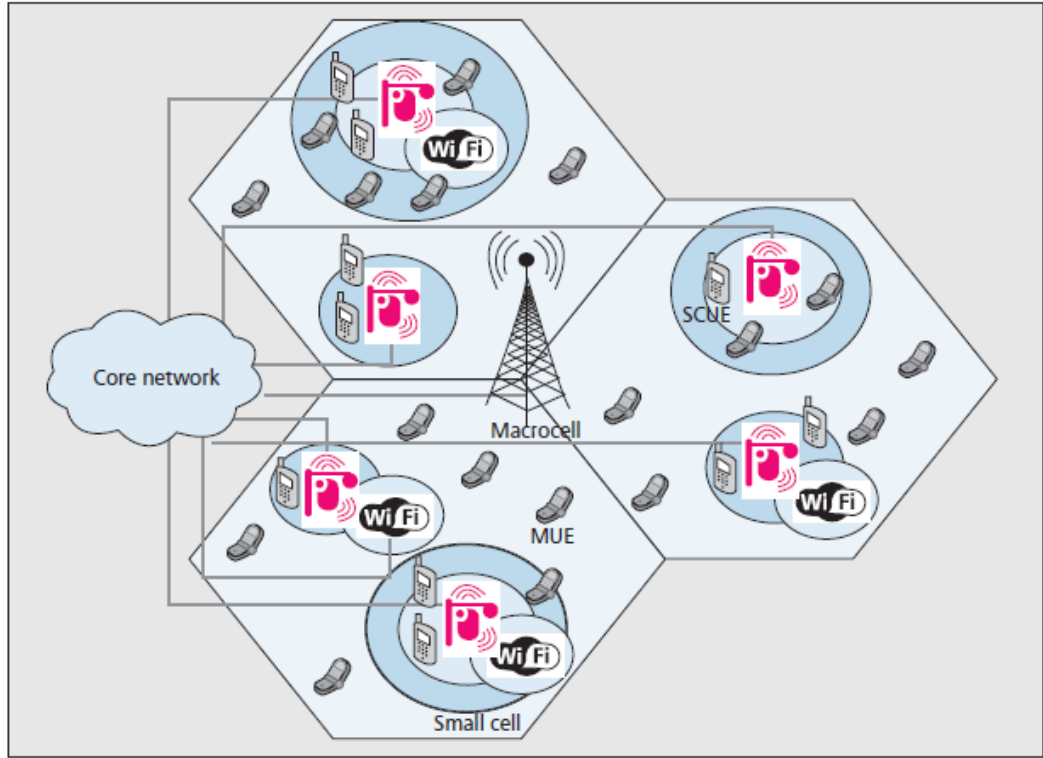 Wi Fi
SCUE
Core network
Macrocell
Wi Fi
Wi Fi
MUE
Wi Fi
Small cell